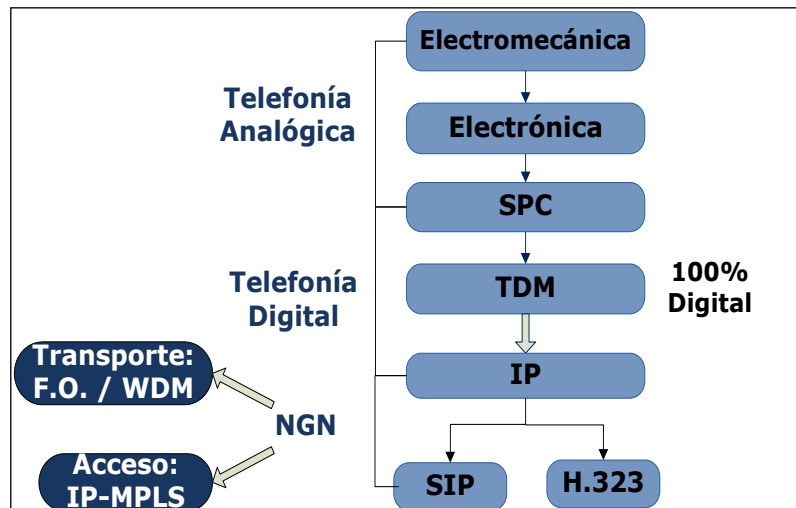 Electromecánica
Telefonía
Analógica
Electrónica
SPC
Telefonía
Digital
TDM
100%
Digital
Transporte:
F.O. / WDM
IP
NGN
Acceso:
IP-MPLS
SIP
H.323